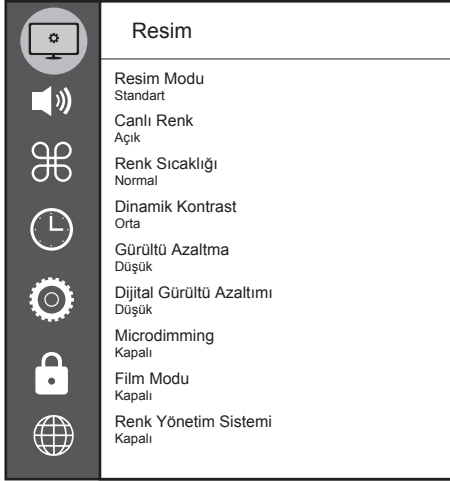 Resim
Resim Modu
Standart
Canlı Renk
Açık
Renk Sıcaklığı
Normal
Dinamik Kontrast
Orta
Gürültü Azaltma
Düşük
Dijital Gürültü Azaltımı
Düşük
Microdimming
Kapalı
Film Modu
Kapalı
Renk Yönetim Sistemi
Kapalı